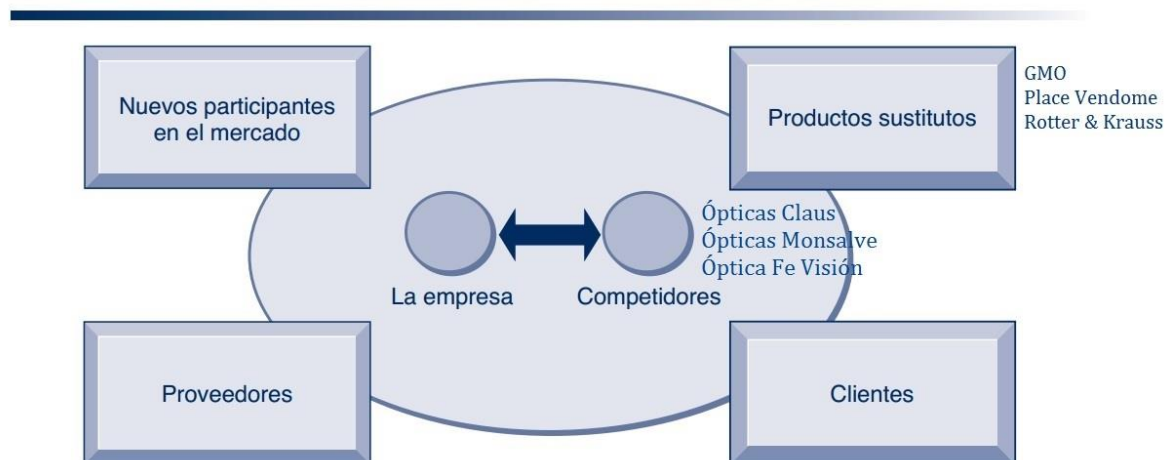 Nuevos participantes
en el mercado
Productos sustitutos
GMO
Place Vendome
Rotter & Krauss
Ópticas Claus
Ópticas Monsalve
Óptica Fe Visión
La empresa
Competidores
Proveedores
Clientes